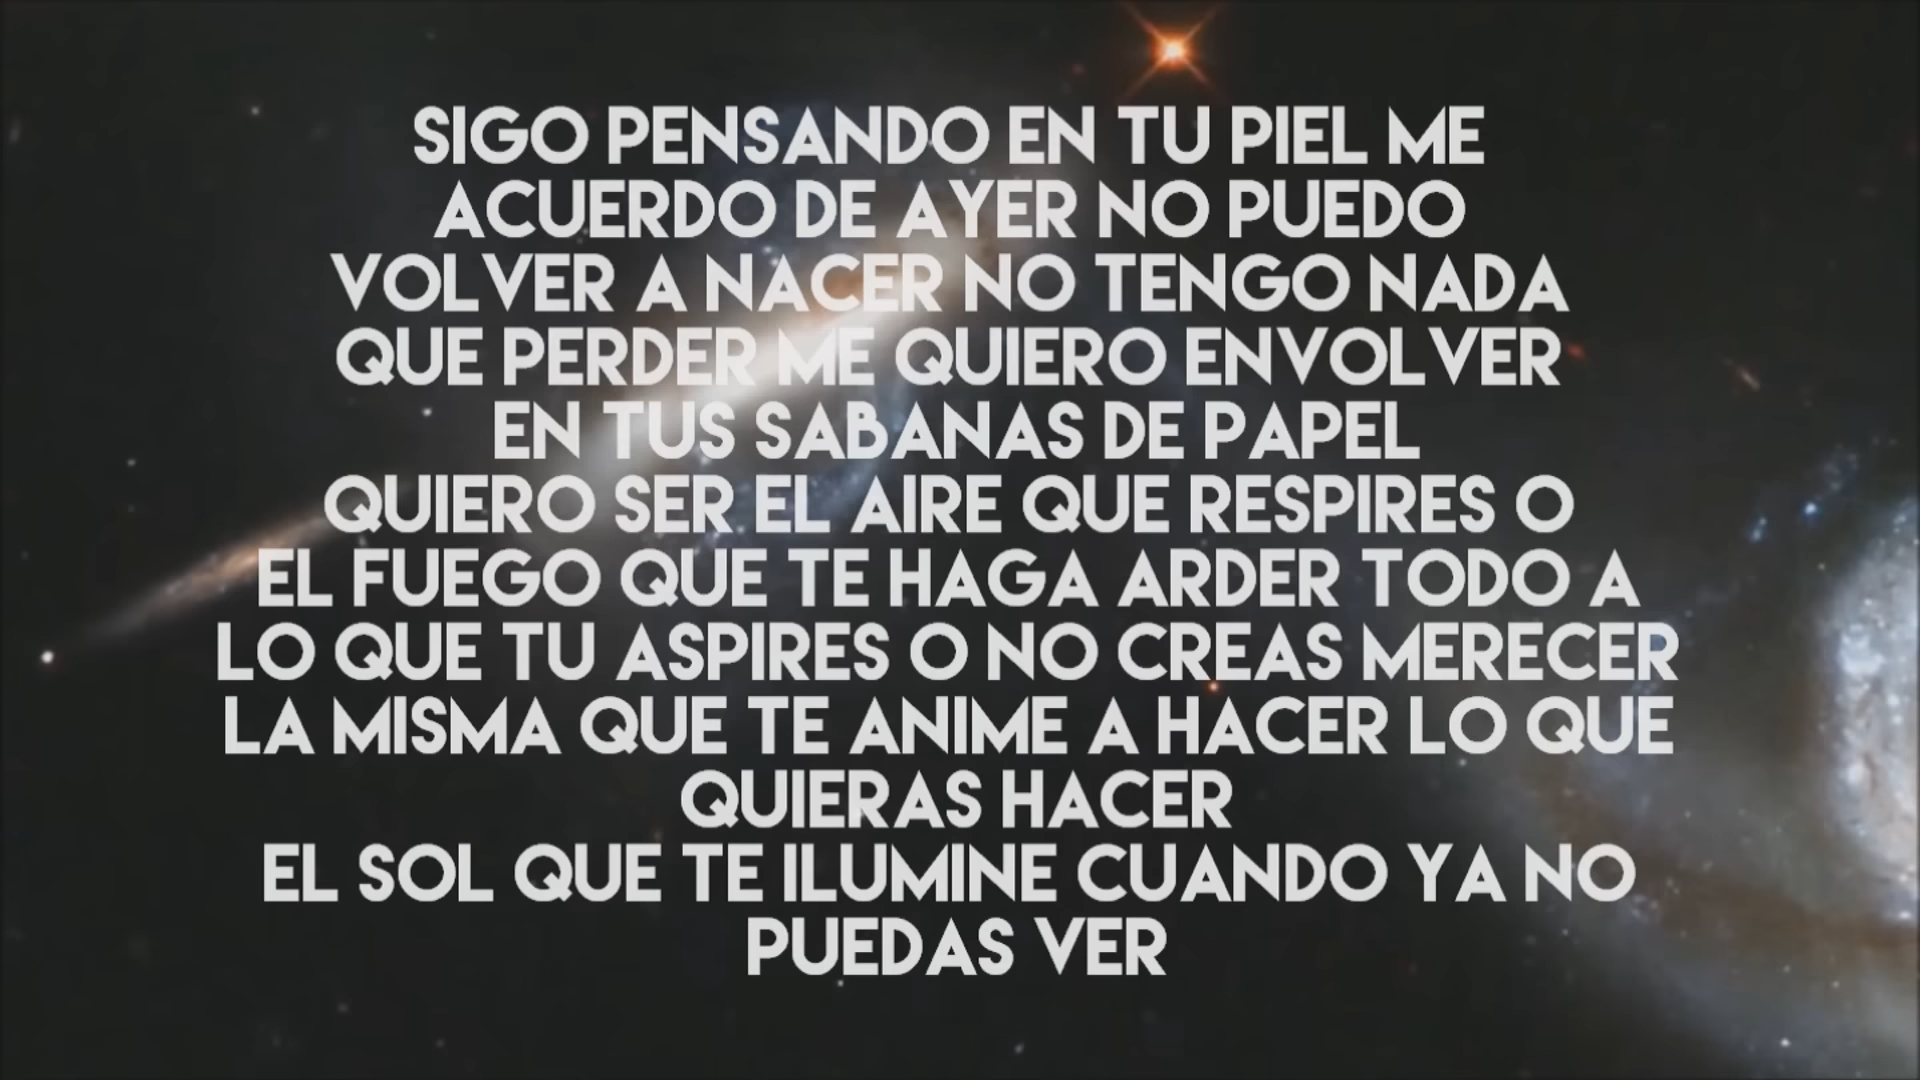 SIGO PENSANDO EN TU PIEL ME
ACUERDO DE AYER NO PUEDO
VOLVER A NACER NO TENGO NADA
QUE PERDER ME QUIERO ENVOLVER
EN TUS SABANAS DE PAPEL
QUIERO SER EL AIRE QUE RESPIRES O
EL FUEGO QUE TE HAGA ARDER TODO A
LO QUE TU ASPIRES O NO CREAS MERECER
LA MISMA QUE TE ANIME A HACER LO QUE
QUIERAS HACER
EL SOL QUE TE ILUMINE CUANDO YA NO
PUEDAS VER